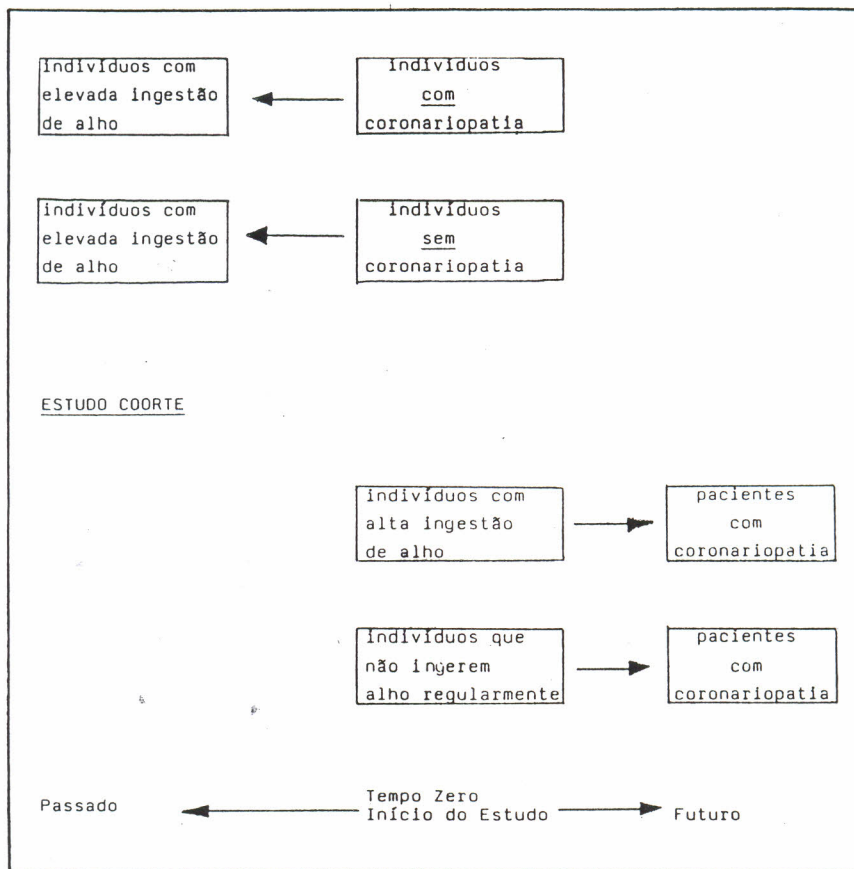 indivíduos com
elevada ingestão
de alho
indivíduos
com
coronariopatia
indivíduos com
elevada ingestão
de alho
indivíduos
sem
coronariopatia
ESTUDO COORTE
indivíduos com
alta ingestão
de alho
pacientes
com
coronariopatia
indivíduos que
não ingerem
alho regularmente
pacientes
com
coronariopatia
Passado
Tempo Zero
Início do Estudo
Futuro